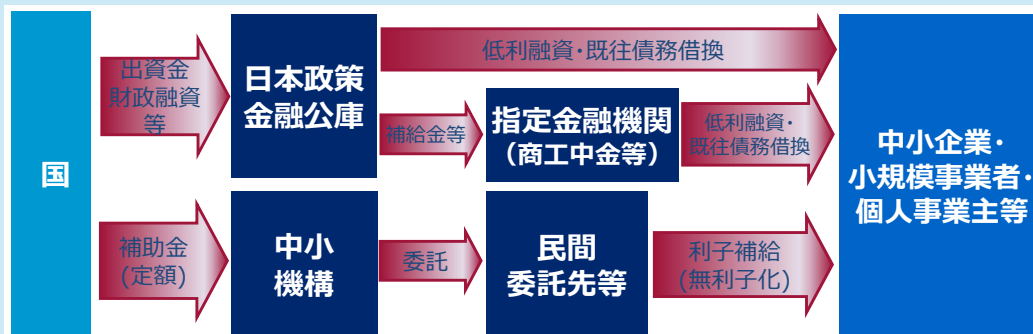 国
出資金
財政融資
等
日本政策
金融公庫
低利融資・既往債務借換
補給金等
指定金融機関
（商工中金等）
低利融資・
既往債務借換
中小企業・
小規模事業者・
個人事業主等
補助金
(定額)
中小
機構
委託
民間
委託先等
利子補給
(無利子化)